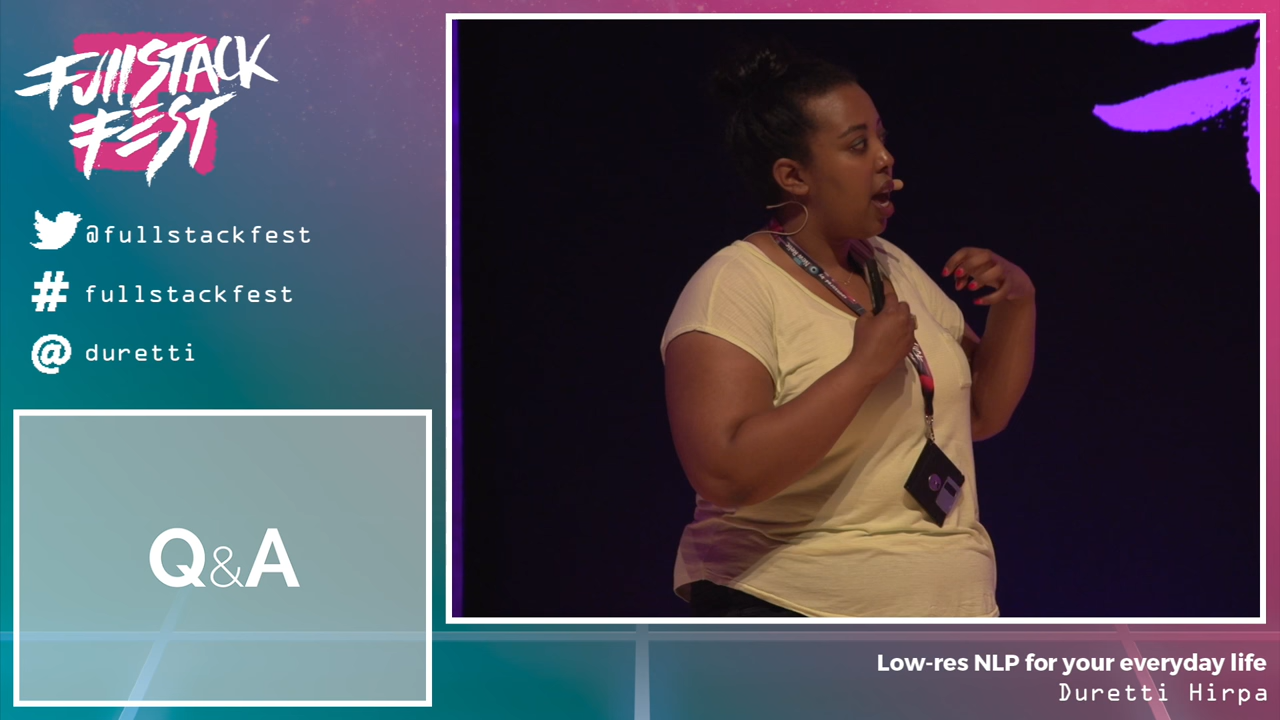 FullSTACK
FEST
@fullstackfest
# fullstackfest
@ duretti
Q&A
Low-res NLP for your everyday life
Duretti Hirpa